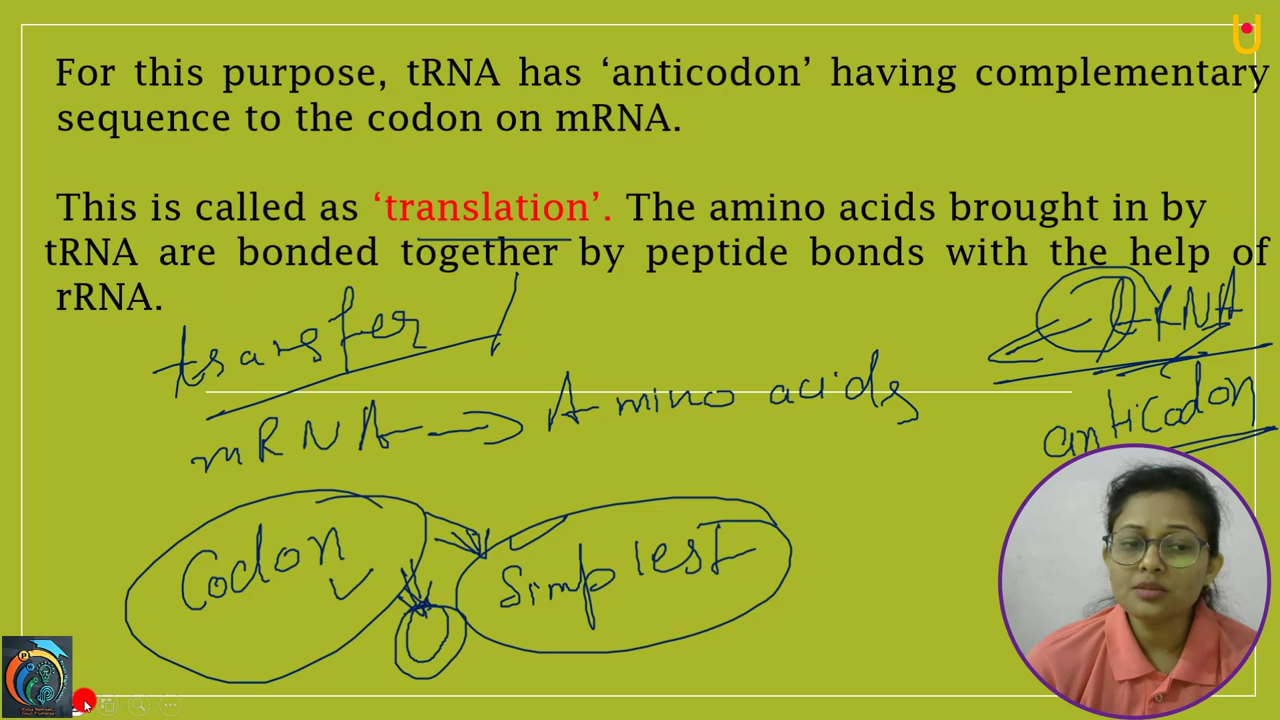 For this purpose, tRNA has ‘anticodon’ having complementary
sequence to the codon on mRNA.
This is called as ‘translation’. The amino acids brought in by
tRNA are bonded together by peptide bonds with the help of
rRNA.
transfer
tRNA
mRNA → Amino acids
anticodon
Codon
Simplest